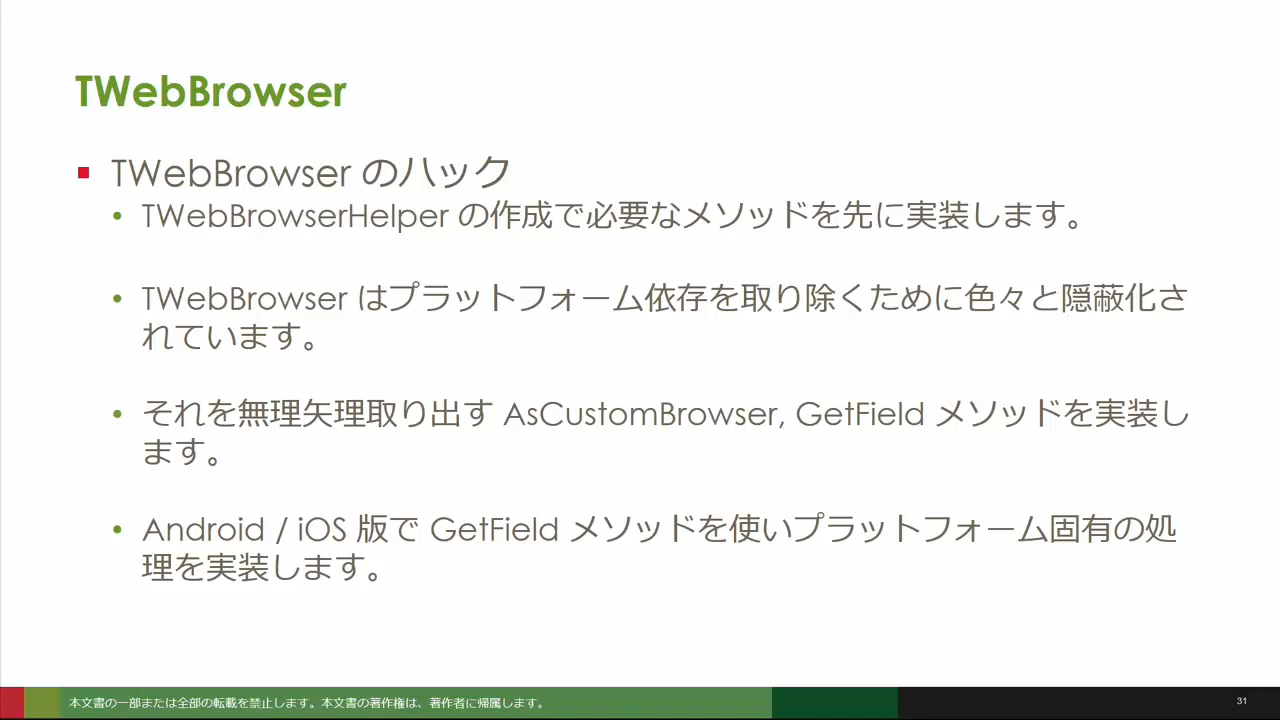 TWebBrowser
TWebBrowser のハック
TWebBrowserHelper の作成で必要なメソッドを先に実装します。
TWebBrowser はプラットフォーム依存を取り除くために色々と隠蔽化さ
れています。
それを無理矢理取り出す AsCustomBrowser, GetField メソッドを実装し
ます。
Android / iOS 版で GetField メソッドを使いプラットフォーム固有の処
理を実装します。
本文書の一部または全部の転載を禁止します。本文書の著作権は、著作者に帰属します。
31